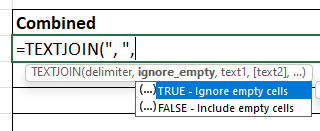 Combined
=TEXTJOIN(", ",
TEXTJOIN(delimiter, ignore_empty, text1, [text2], ...)
(...) TRUE - Ignore empty cells
(...) FALSE - Include empty cells